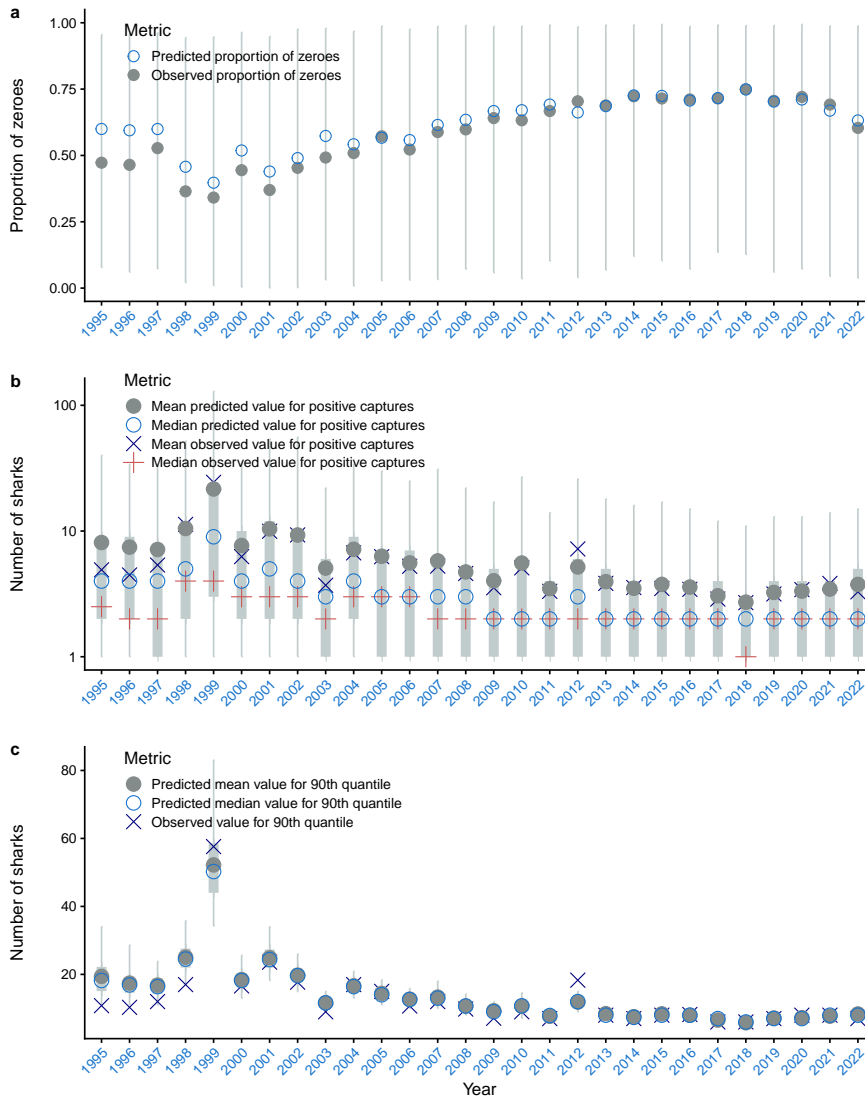 a
Metric
Predicted proportion of zeroes
Observed proportion of zeroes
Proportion of zeroes
1.00
0.75
0.50
0.25
0.00
1995 1996 1997 1998 1999 2000 2001 2002 2003 2004 2005 2006 2007 2008 2009 2010 2011 2012 2013 2014 2015 2016 2017 2018 2019 2020 2021 2022
b
Metric
Mean predicted value for positive captures
Median predicted value for positive captures
Mean observed value for positive captures
Median observed value for positive captures
Number of sharks
100
10
1
1995 1996 1997 1998 1999 2000 2001 2002 2003 2004 2005 2006 2007 2008 2009 2010 2011 2012 2013 2014 2015 2016 2017 2018 2019 2020 2021 2022
c
Metric
Predicted mean value for 90th quantile
Predicted median value for 90th quantile
Observed value for 90th quantile
Number of sharks
80
60
40
20
1995 1996 1997 1998 1999 2000 2001 2002 2003 2004 2005 2006 2007 2008 2009 2010 2011 2012 2013 2014 2015 2016 2017 2018 2019 2020 2021 2022
Year